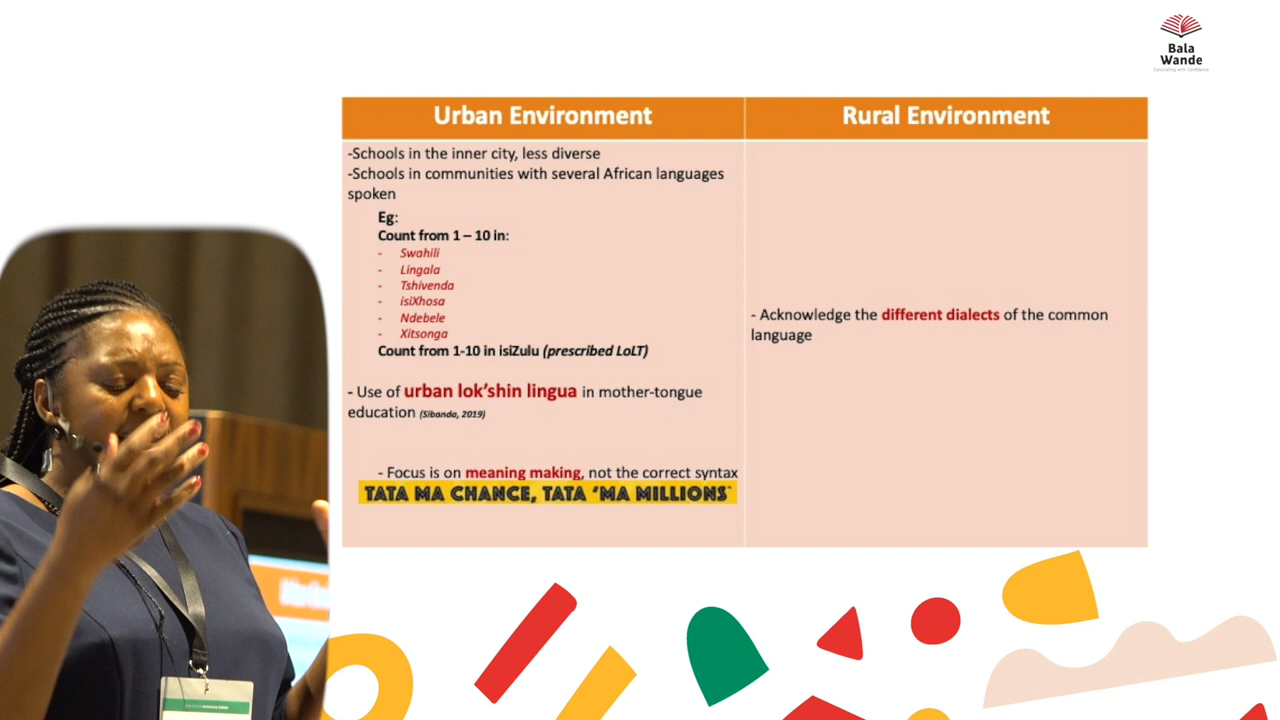 Bala
Wande
Calculating with Confidence
Urban Environment
Rural Environment
-Schools in the inner city, less diverse
-Schools in communities with several African languages
spoken
Eg:
Count from 1 – 10 in:
- Swahili
- Lingala
- Tshivenda
- isiXhosa
- Ndebele
- Xitsonga
Count from 1-10 in isiZulu (prescribed LoLT)
- Use of urban lok'shin lingua in mother-tongue
education (Sibanda, 2019)
- Focus is on meaning making, not the correct syntax
TATA MA CHANCE, TATA ‘MA MILLIONS
- Acknowledge the different dialects of the common
language